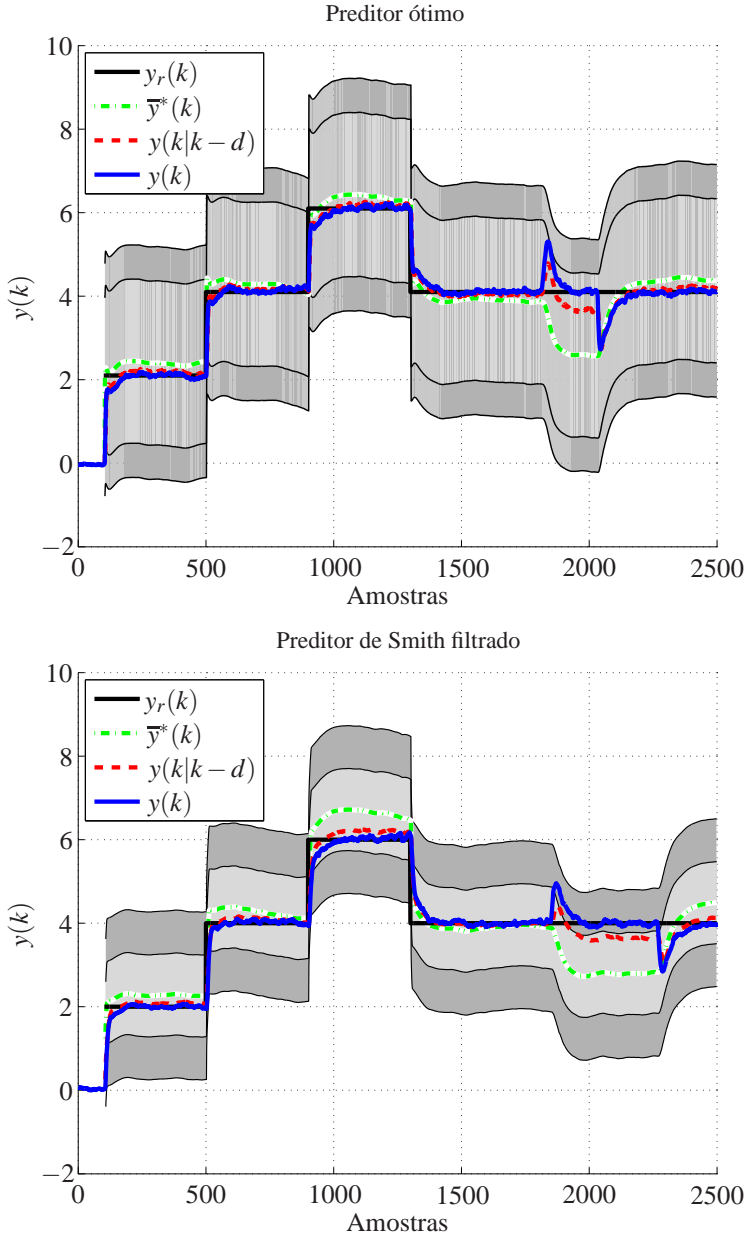 Preditor ótimo
10
8
6
4
2
0
−2
y(k)
y_r(k)
y̅*(k)
y(k|k−d)
y(k)
0 500 1000 1500 2000 2500
Amostras
Preditor de Smith filtrado
10
8
6
4
2
0
−2
y(k)
y_r(k)
y̅*(k)
y(k|k−d)
y(k)
0 500 1000 1500 2000 2500
Amostras